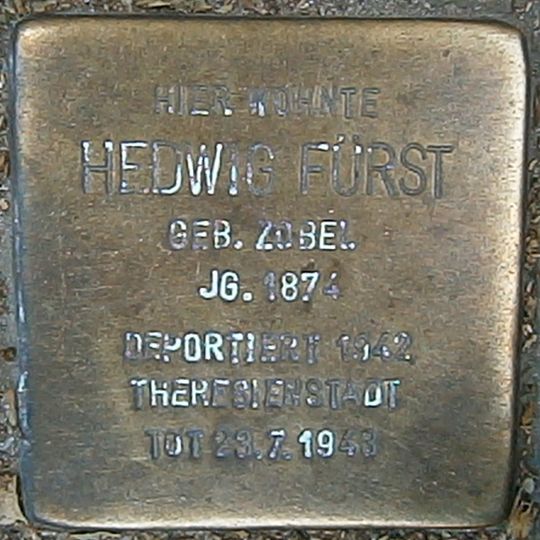 HIER WOHNTE
HEDWIG FÜRST
GEB. ZOBEL
JG. 1874
DEPORTIERT 1942
THERESIENSTADT
TOT 23.7.1943